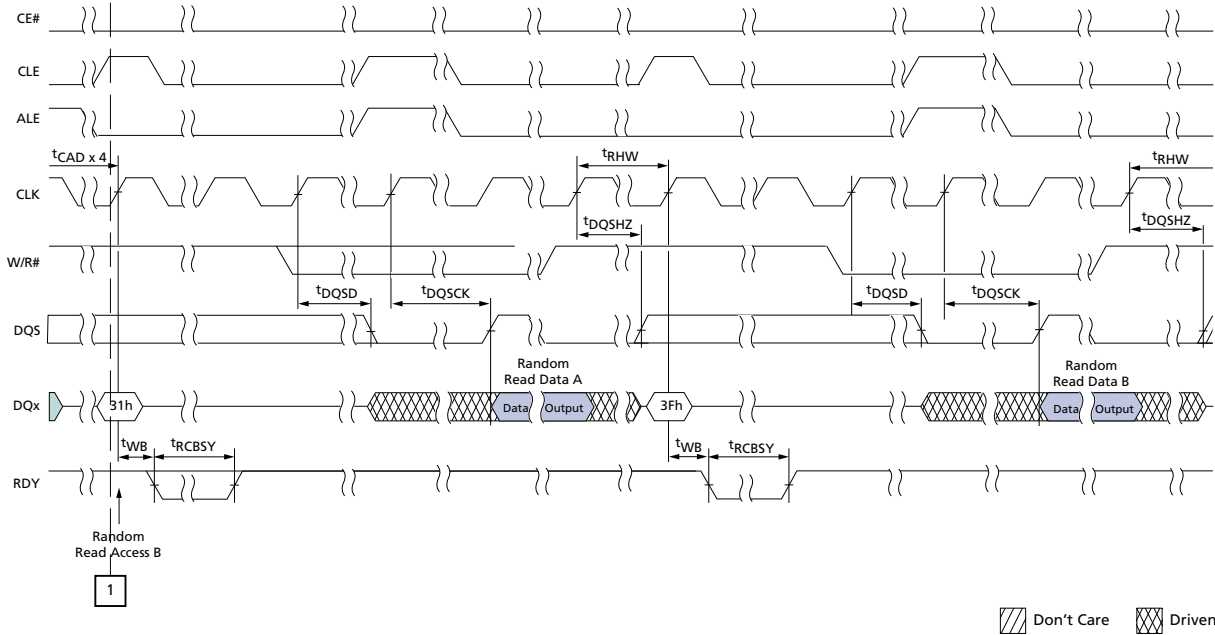 CE#
CLE
ALE
tCAD x 4
tRHW
tRHW
CLK
tDQSHZ
tDQSHZ
W/R#
tDQSD
tDQSCK
tDQSD
tDQSCK
DQS
Random
Read Data A
Random
Read Data B
DQx
31h
Data Output
3Fh
Data Output
tWB
tRCBSY
tWB
tRCBSY
RDY
Random
Read Access B
1
Don't Care
Driven